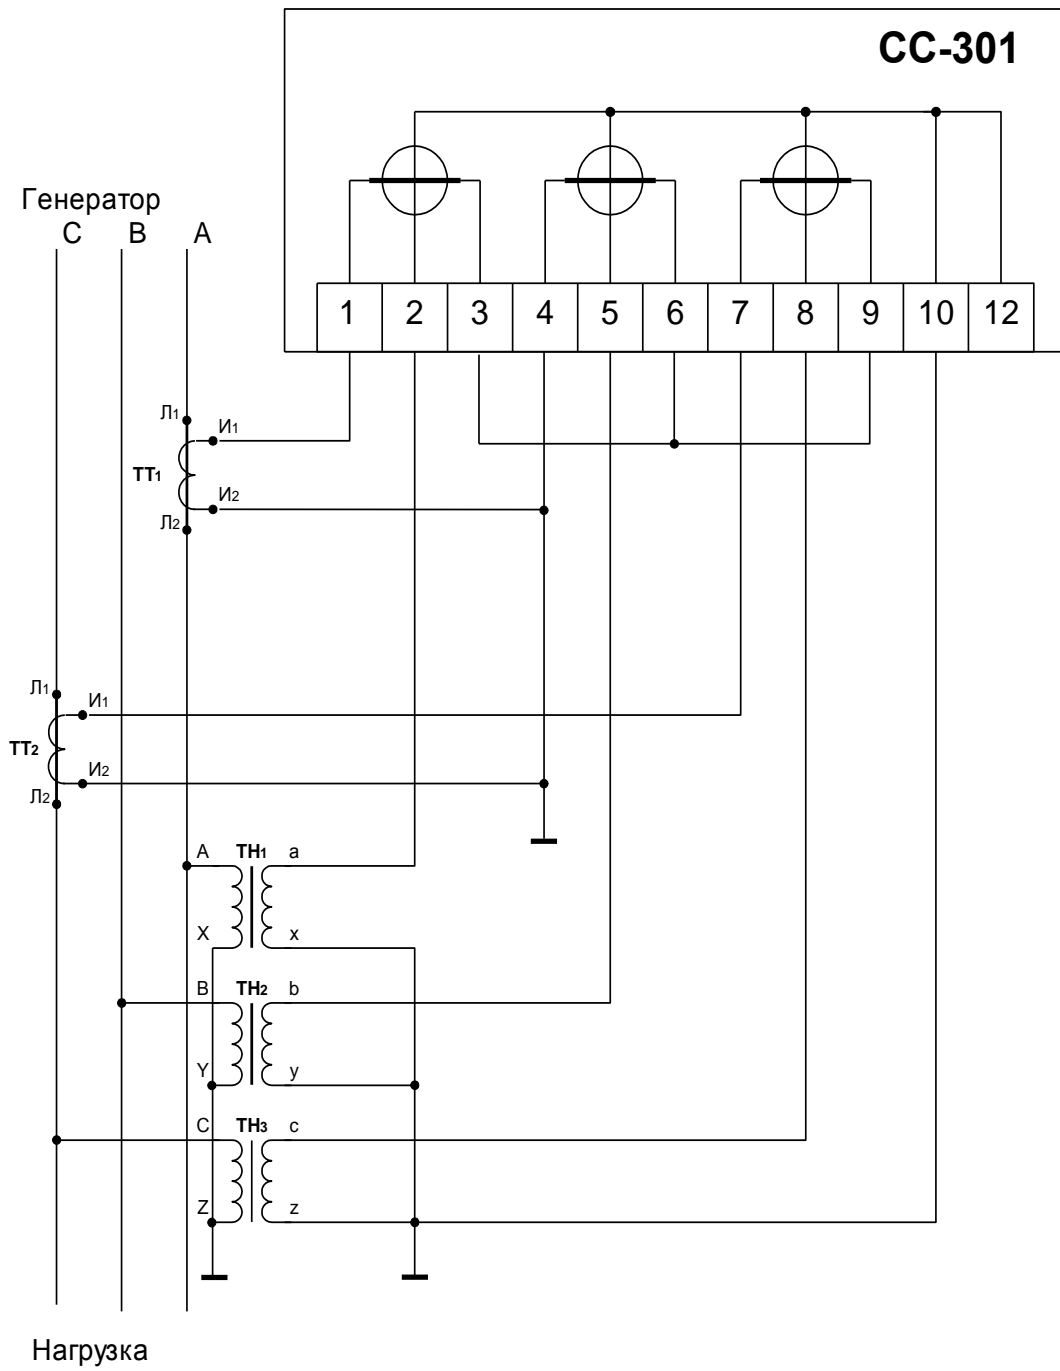 СС-301
Генератор
С В А
1 2 3 4 5 6 7 8 9 10 12
Л1
И1
ТТ1
И2
Л2
Л1
И1
ТТ2
И2
Л2
А ТН1 а
Х х
В ТН2 b
Y y
С ТН3 с
Z z
Нагрузка